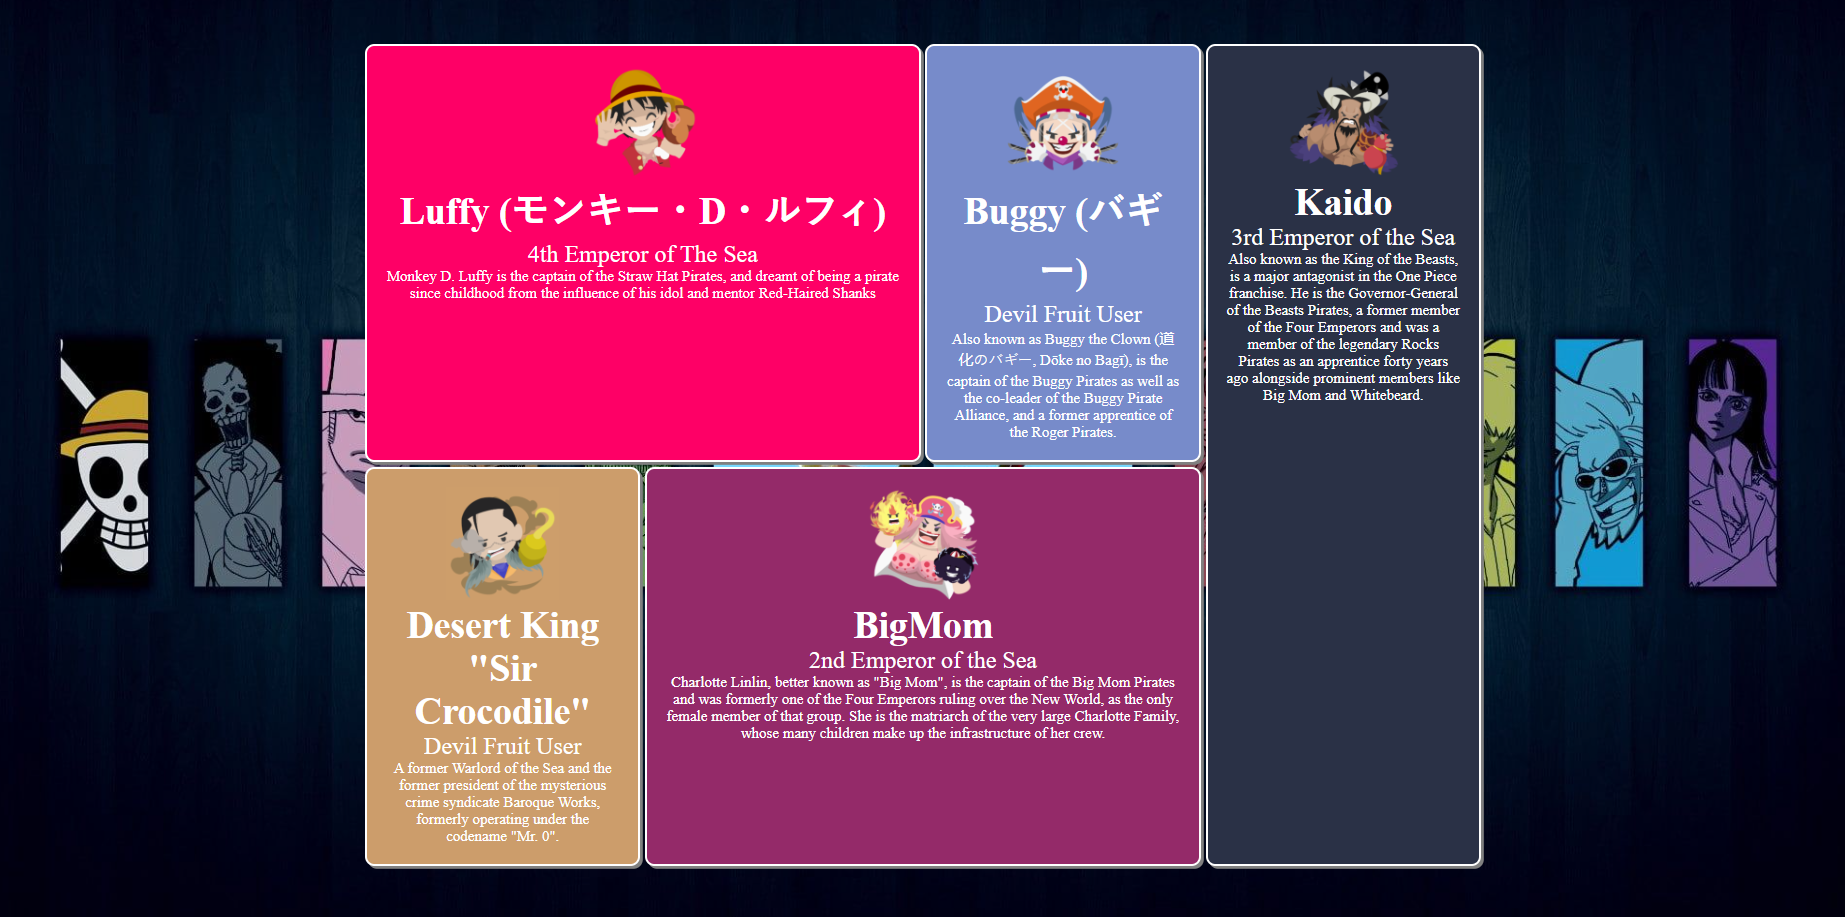 Luffy (モンキー・D・ルフィ)
4th Emperor of The Sea
Monkey D. Luffy is the captain of the Straw Hat Pirates, and dreamt of being a pirate
since childhood from the influence of his idol and mentor Red-Haired Shanks
Buggy (バギ
ー)
Devil Fruit User
Also known as Buggy the Clown (道
化のバギー, Dōke no Bagī), is the
captain of the Buggy Pirates as well as
the co-leader of the Buggy Pirate
Alliance, and a former apprentice of
the Roger Pirates.
Kaido
3rd Emperor of the Sea
Also known as the King of the Beasts,
is a major antagonist in the One Piece
franchise. He is the Governor-General
of the Beasts Pirates, a former member
of the Four Emperors and was a
member of the legendary Rocks
Pirates as an apprentice forty years
ago alongside prominent members like
Big Mom and Whitebeard.
Desert King
"Sir
Crocodile"
Devil Fruit User
A former Warlord of the Sea and the
former president of the mysterious
crime syndicate Baroque Works,
formerly operating under the
codename "Mr. 0".
BigMom
2nd Emperor of the Sea
Charlotte Linlin, better known as "Big Mom", is the captain of the Big Mom Pirates
and was formerly one of the Four Emperors ruling over the New World, as the only
female member of that group. She is the matriarch of the very large Charlotte Family,
whose many children make up the infrastructure of her crew.